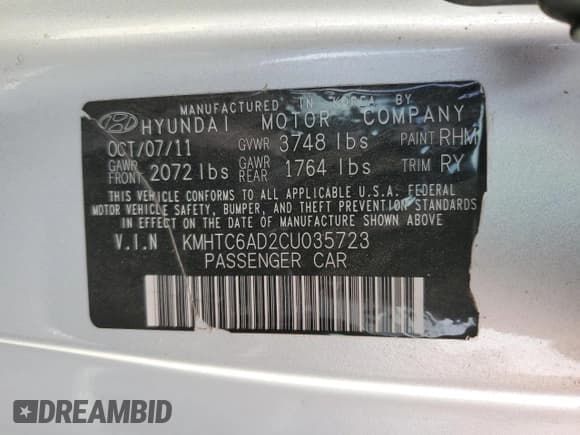 MANUFACTURED IN KOREA BY
HYUNDAI MOTOR COMPANY
OCT/07/11 GVWR 3748 lbs PAINT RHM
GAWR FRONT 2072 lbs GAWR REAR 1764 lbs TRIM RY
THIS VEHICLE CONFORMS TO ALL APPLICABLE U.S.A. FEDERAL
MOTOR VEHICLE SAFETY, BUMPER, AND THEFT PREVENTION STANDARDS
IN EFFECT ON THE DATE OF MANUFACTURE SHOWN ABOVE.
V.I.N KMHTC6AD2CU035723
PASSENGER CAR
DREAMBID